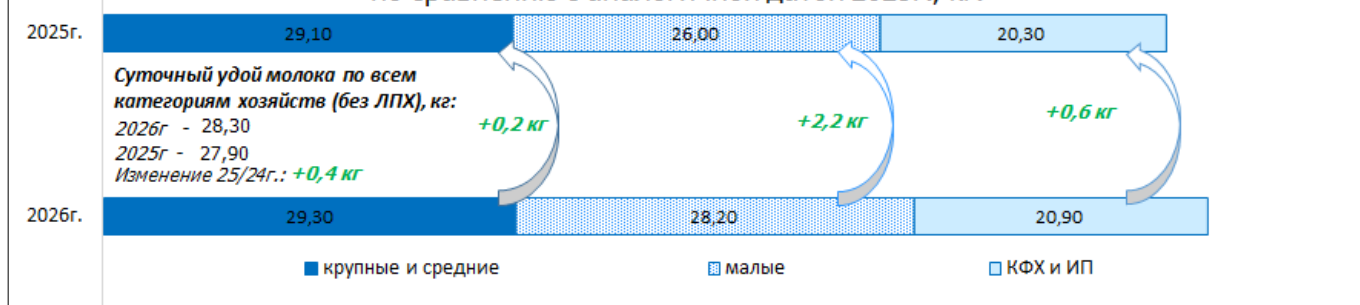 2025г.
29,10
26,00
20,30
Суточный удой молока по всем
категориям хозяйств (без ЛПХ), кг:
2026г - 28,30
2025г - 27,90
Изменение 25/24г.: +0,4 кг
+0,2 кг
+2,2 кг
+0,6 кг
2026г.
29,30
28,20
20,90
крупные и средние
малые
КФХ и ИП